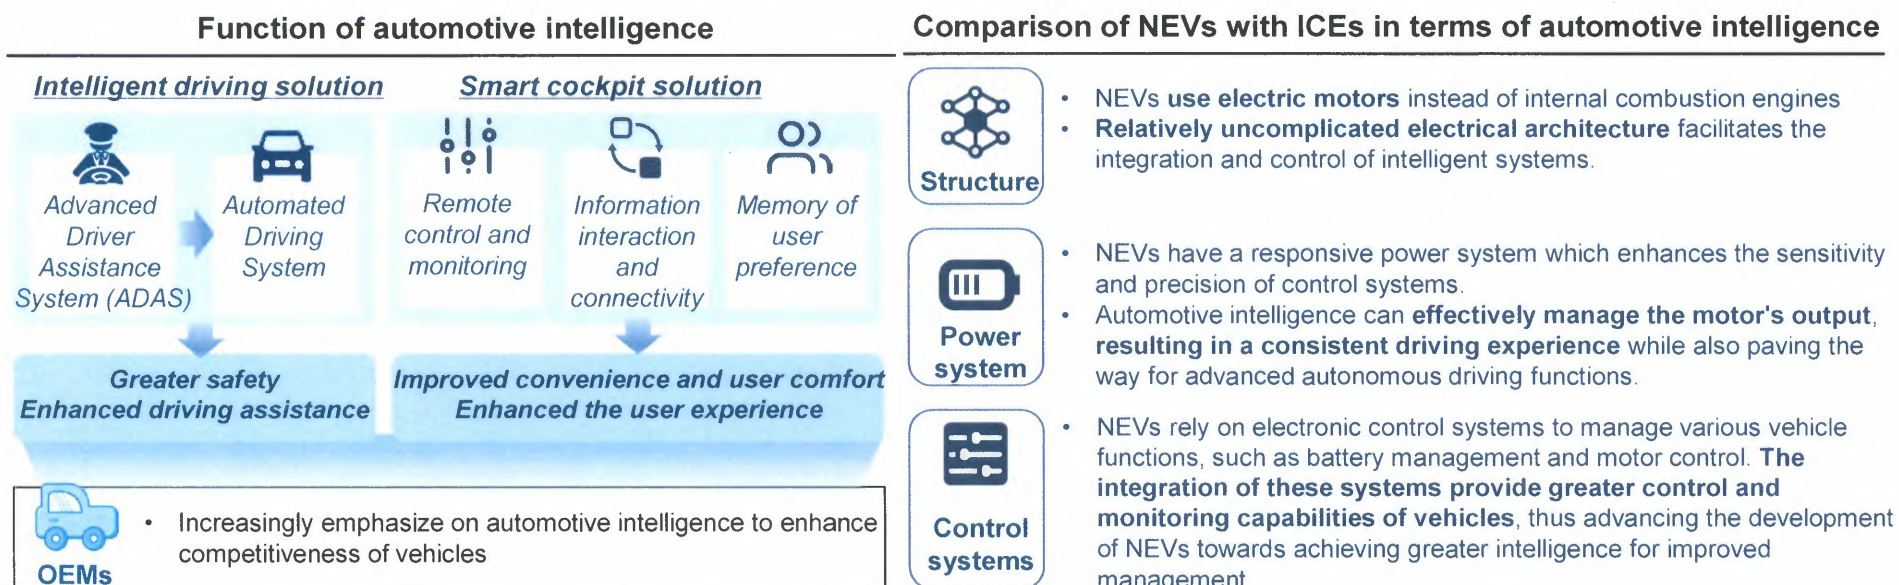 Function of automotive intelligence
Intelligent driving solution
Smart cockpit solution
Advanced
Driver
Assistance
System (ADAS)
Automated
Driving
System
Remote
control and
monitoring
Information
interaction
and
connectivity
Memory of
user
preference
Greater safety
Enhanced driving assistance
Improved convenience and user comfort
Enhanced the user experience
OEMs
• Increasingly emphasize on automotive intelligence to enhance
competitiveness of vehicles
Comparison of NEVs with ICEs in terms of automotive intelligence
Structure
• NEVs use electric motors instead of internal combustion engines
• Relatively uncomplicated electrical architecture facilitates the
integration and control of intelligent systems.
Power
system
• NEVs have a responsive power system which enhances the sensitivity
and precision of control systems.
• Automotive intelligence can effectively manage the motor's output,
resulting in a consistent driving experience while also paving the
way for advanced autonomous driving functions.
Control
systems
• NEVs rely on electronic control systems to manage various vehicle
functions, such as battery management and motor control. The
integration of these systems provide greater control and
monitoring capabilities of vehicles, thus advancing the development
of NEVs towards achieving greater intelligence for improved
management